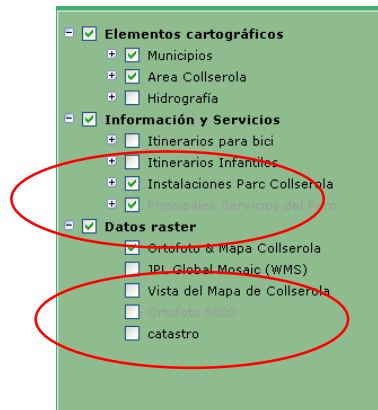 Elementos cartográficos
Municipios
Area Collserola
Hidrografía
Información y Servicios
Itinerarios para bici
Itinerarios Infantiles
Instalaciones Parc Collserola
Principales Servicios del Parc
Datos raster
Ortofoto & Mapa Collserola
JPL Global Mosaic (WMS)
Vista del Mapa de Collserola
Ortofoto 5000
catastro